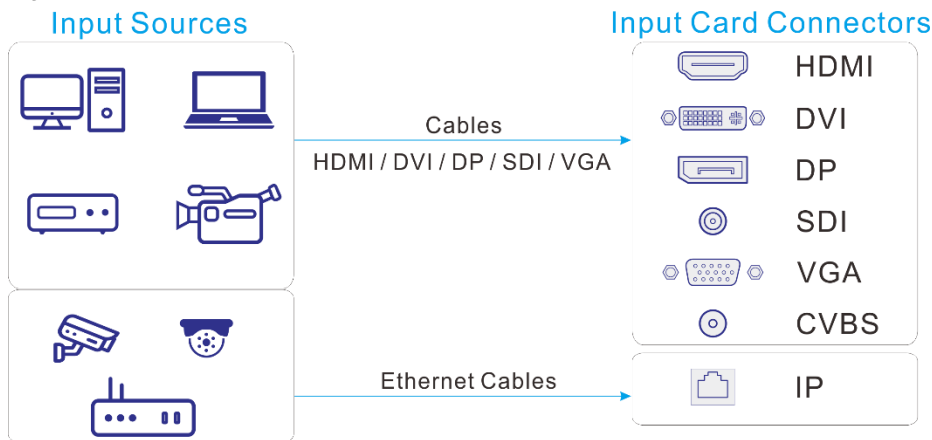 Input Sources
Input Card Connectors
Cables
HDMI / DVI / DP / SDI / VGA
HDMI
DVI
DP
SDI
VGA
CVBS
Ethernet Cables
IP